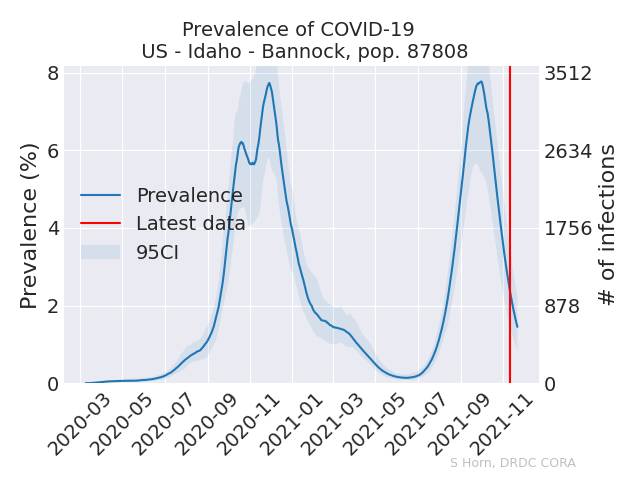 Prevalence of COVID-19
US - Idaho - Bannock, pop. 87808
8
6
4
2
0
Prevalence (%)
3512
2634
1756
878
0
# of infections
Prevalence
Latest data
95CI
2020-03
2020-05
2020-07
2020-09
2020-11
2021-01
2021-03
2021-05
2021-07
2021-09
2021-11
S Horn, DRDC CORA